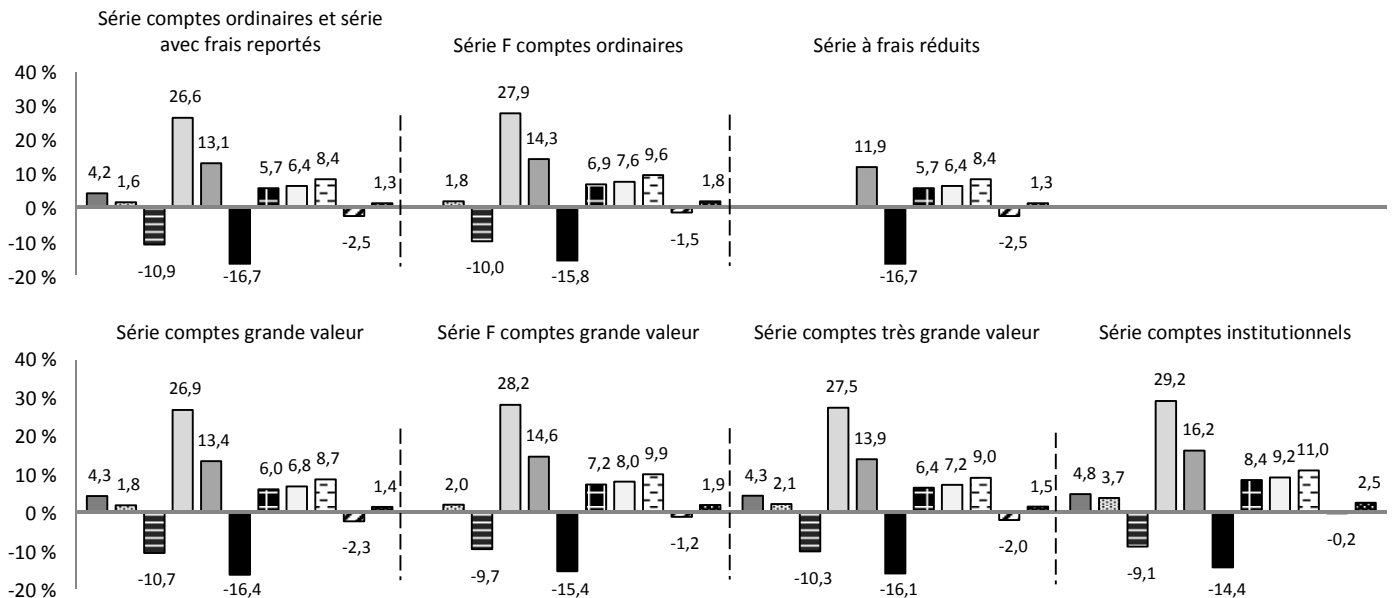 Série comptes ordinaires et série
avec frais reportés
Série F comptes ordinaires
Série à frais réduits
40 %
30 %
20 %
10 %
0 %
-10 %
-20 %
4,2 1,6 -10,9 26,6 13,1 -16,7 5,7 6,4 8,4 -2,5 1,3
1,8 -10,0 27,9 14,3 -15,8 6,9 7,6 9,6 -1,5 1,8
11,9 -16,7 5,7 6,4 8,4 -2,5 1,3
Série comptes grande valeur
Série F comptes grande valeur
Série comptes très grande valeur
Série comptes institutionnels
40 %
30 %
20 %
10 %
0 %
-10 %
-20 %
4,3 1,8 -10,7 26,9 13,4 -16,4 6,0 6,8 8,7 -2,3 1,4
2,0 -9,7 28,2 14,6 -15,4 7,2 8,0 9,9 -1,2 1,9
4,3 2,1 -10,3 27,5 13,9 -16,1 6,4 7,2 9,0 -2,0 1,5
4,8 3,7 -9,1 29,2 16,2 -14,4 8,4 9,2 11,0 -0,2 2,5